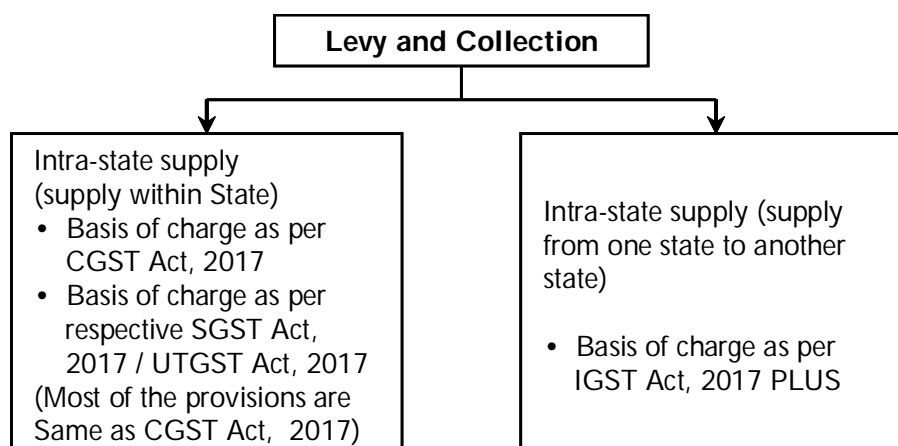 Levy and Collection
Intra-state supply
(supply within State)
• Basis of charge as per
CGST Act, 2017
• Basis of charge as per
respective SGST Act,
2017 / UTGST Act, 2017
(Most of the provisions are
Same as CGST Act, 2017)
Intra-state supply (supply
from one state to another
state)
• Basis of charge as per
IGST Act, 2017 PLUS